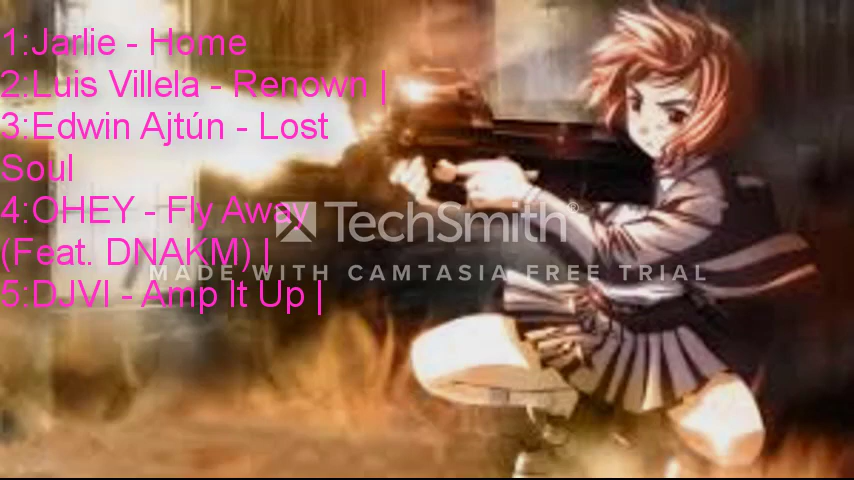 1:Jarlie - Home
2:Luis Villela - Renown |
3:Edwin Ajtún - Lost
Soul
4:OHEY - Fly Away
(Feat. DNAKM) |
5:DJVI - Amp It Up |
TechSmith®
MADE WITH CAMTASIA FREE TRIAL